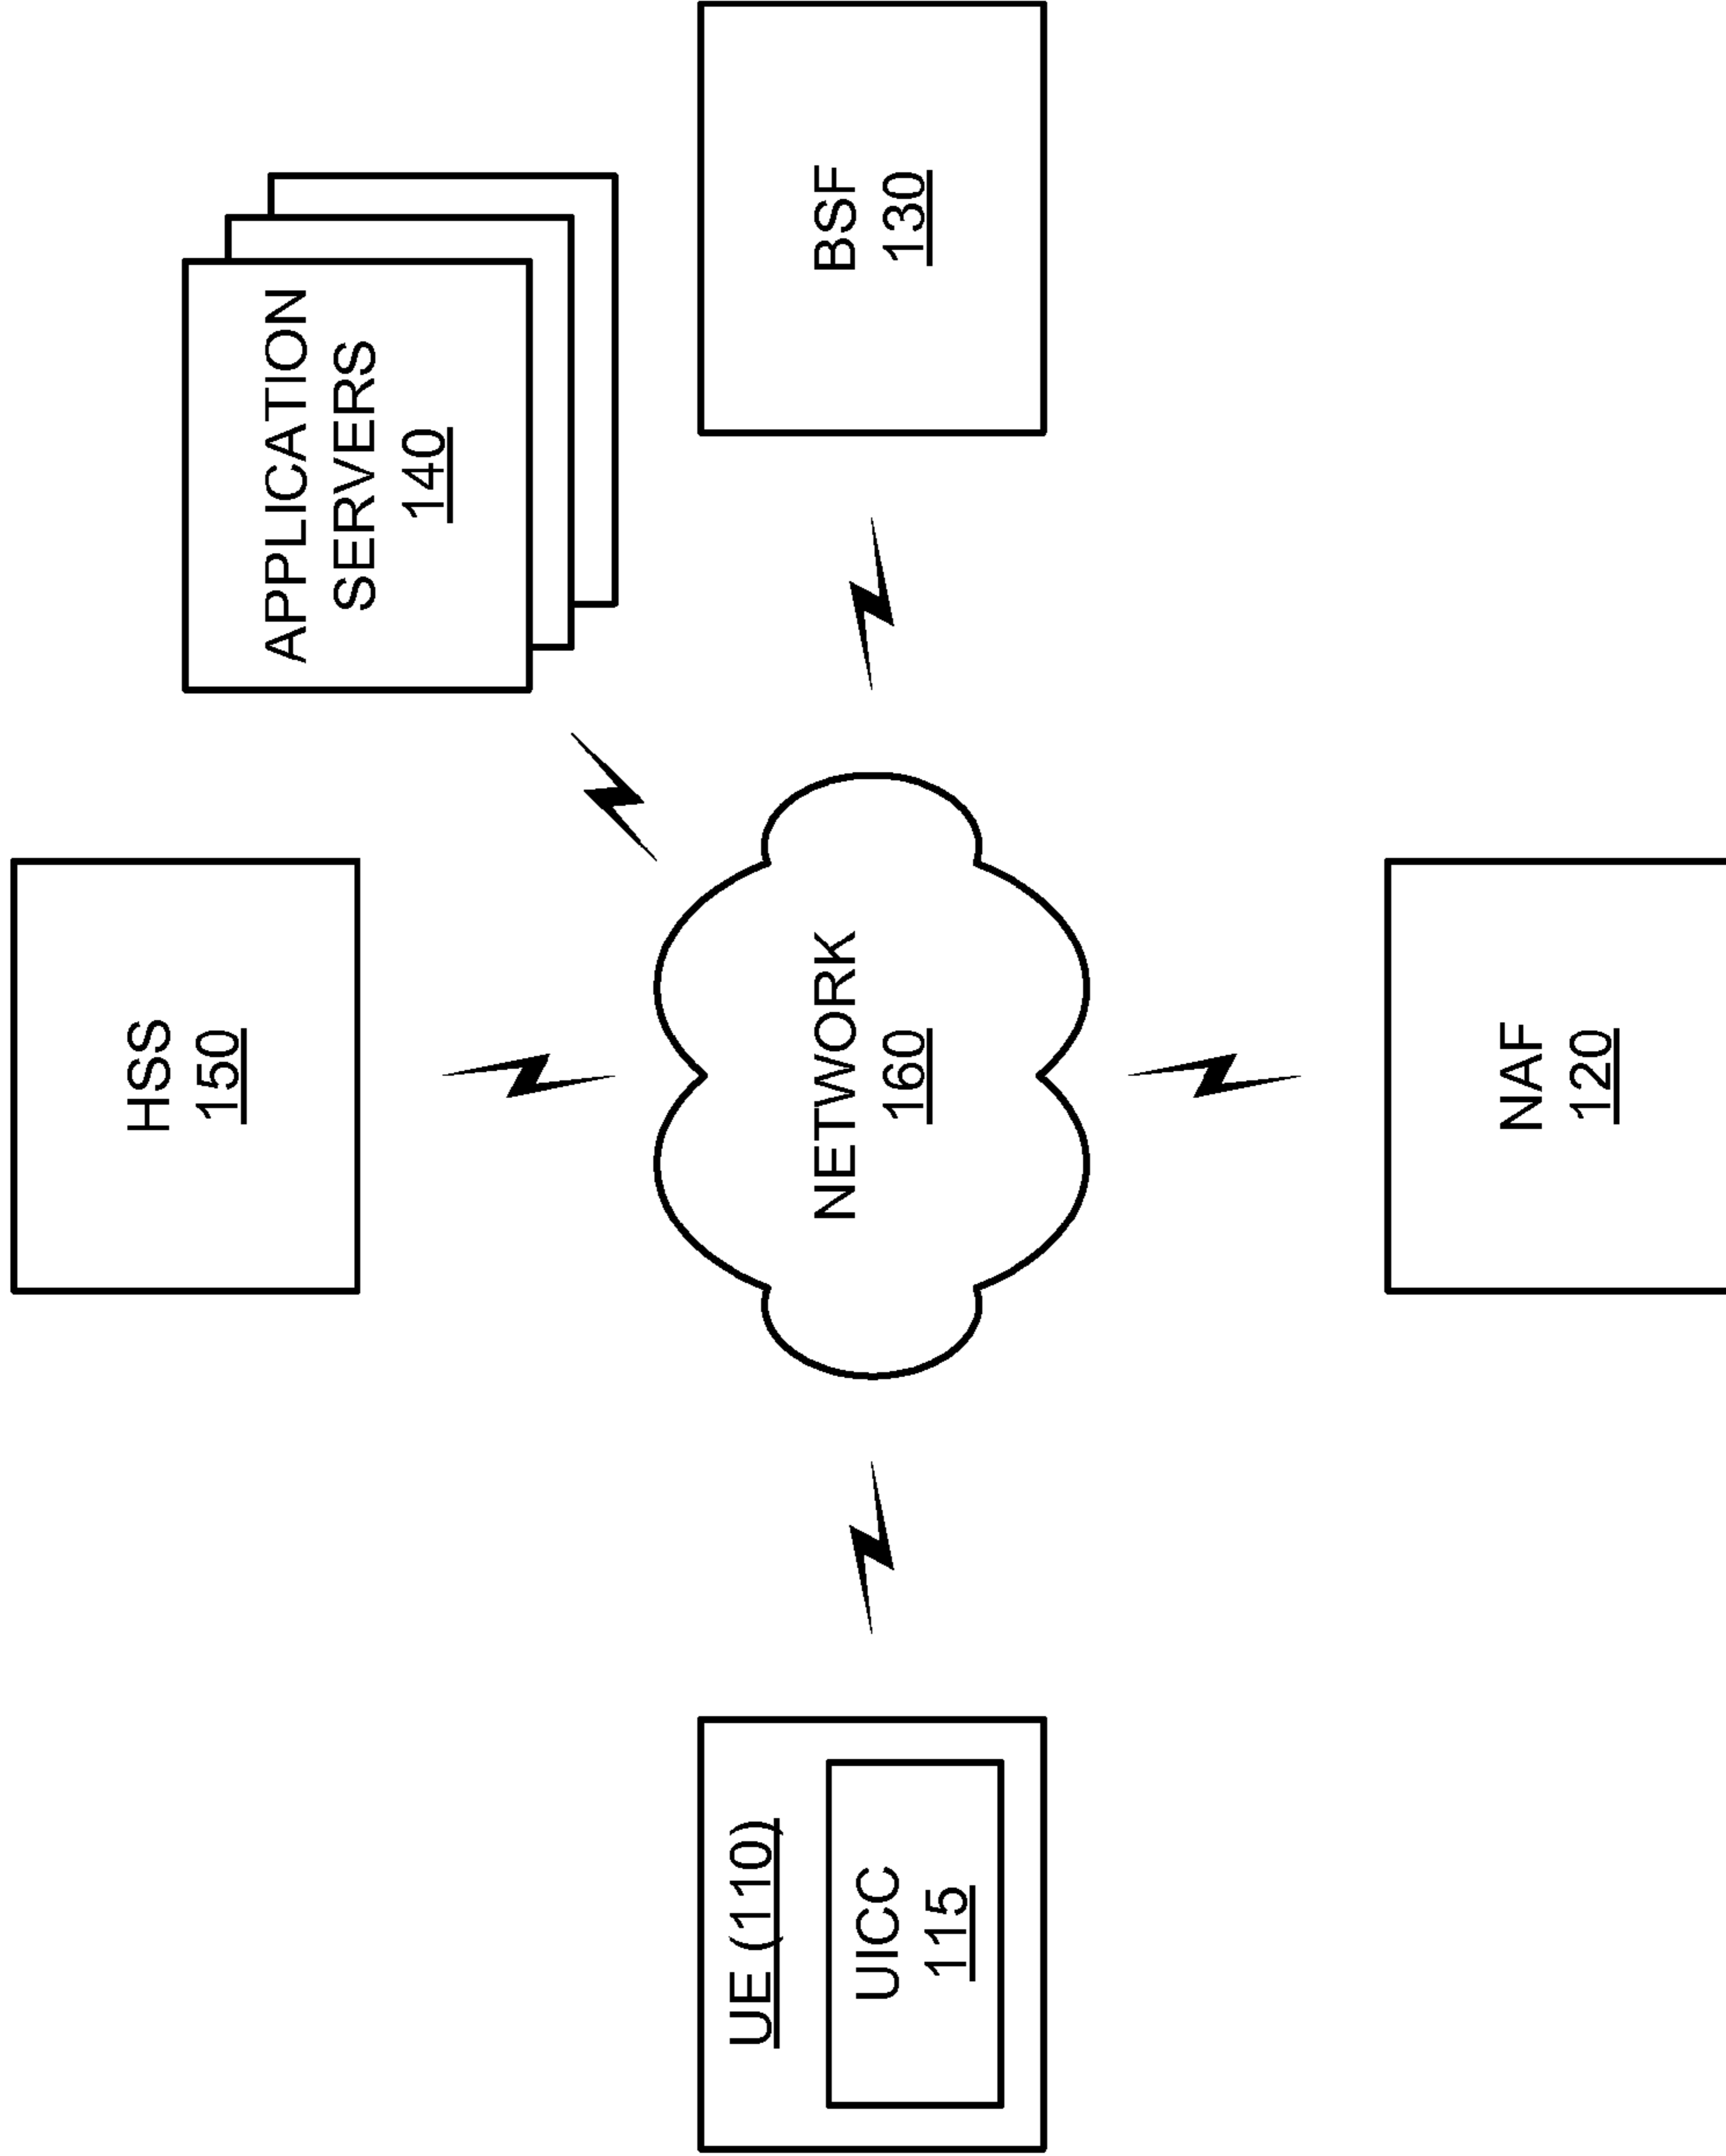 HSS
150
APPLICATION
SERVERS
140
UE (110)
UICC
115
NETWORK
160
BSF
130
NAF
120